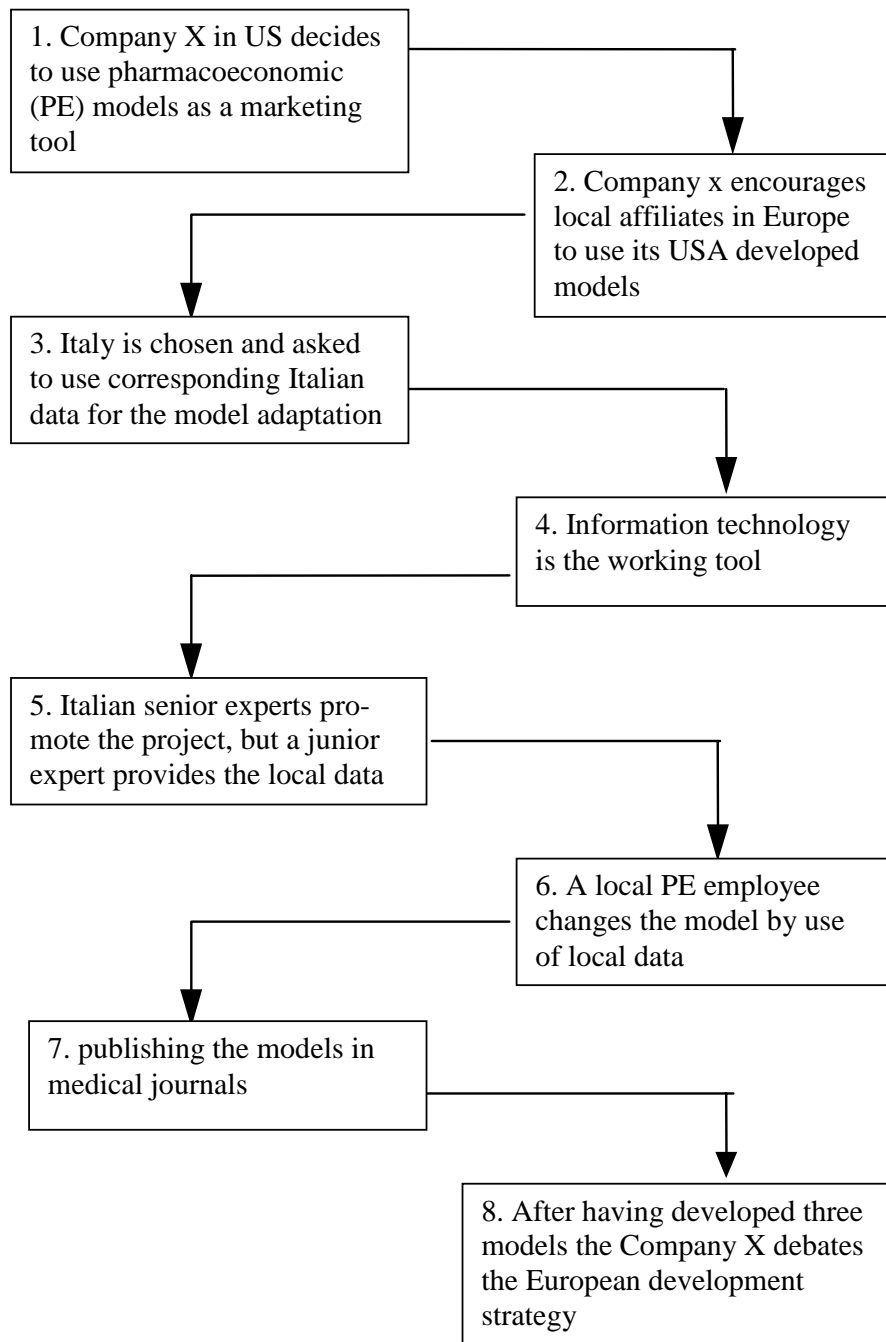 1. Company X in US decides
to use pharmacoeconomic
(PE) models as a marketing
tool
2. Company x encourages
local affiliates in Europe
to use its USA developed
models
3. Italy is chosen and asked
to use corresponding Italian
data for the model adaptation
4. Information technology
is the working tool
5. Italian senior experts pro-
mote the project, but a junior
expert provides the local data
6. A local PE employee
changes the model by use
of local data
7. publishing the models in
medical journals
8. After having developed three
models the Company X debates
the European development
strategy